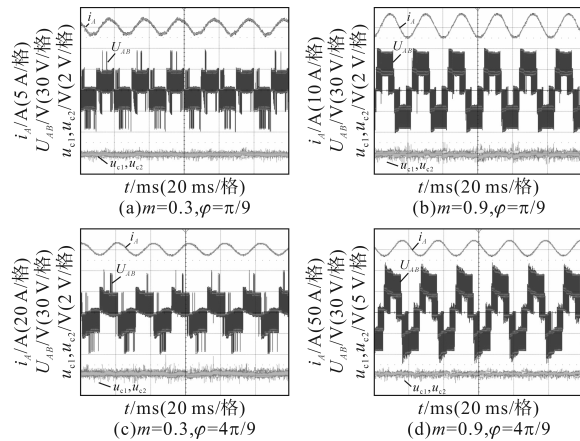 i_A/A(5 A/格)
U_AB/V(30 V/格)
u_c1,u_c2/V(2 V/格)
i_A
U_AB
u_c1,u_c2
t/ms(20 ms/格)
(a)m=0.3,φ=π/9
i_A/A(10 A/格)
U_AB/V(30 V/格)
u_c1,u_c2/V(2 V/格)
i_A
U_AB
u_c1,u_c2
t/ms(20 ms/格)
(b)m=0.9,φ=π/9
i_A/A(20 A/格)
U_AB/V(30 V/格)
u_c1,u_c2/V(2 V/格)
i_A
U_AB
u_c1,u_c2
t/ms(20 ms/格)
(c)m=0.3,φ=4π/9
i_A/A(50 A/格)
U_AB/V(30 V/格)
u_c1,u_c2/V(5 V/格)
i_A
U_AB
u_c1,u_c2
t/ms(20 ms/格)
(d)m=0.9,φ=4π/9